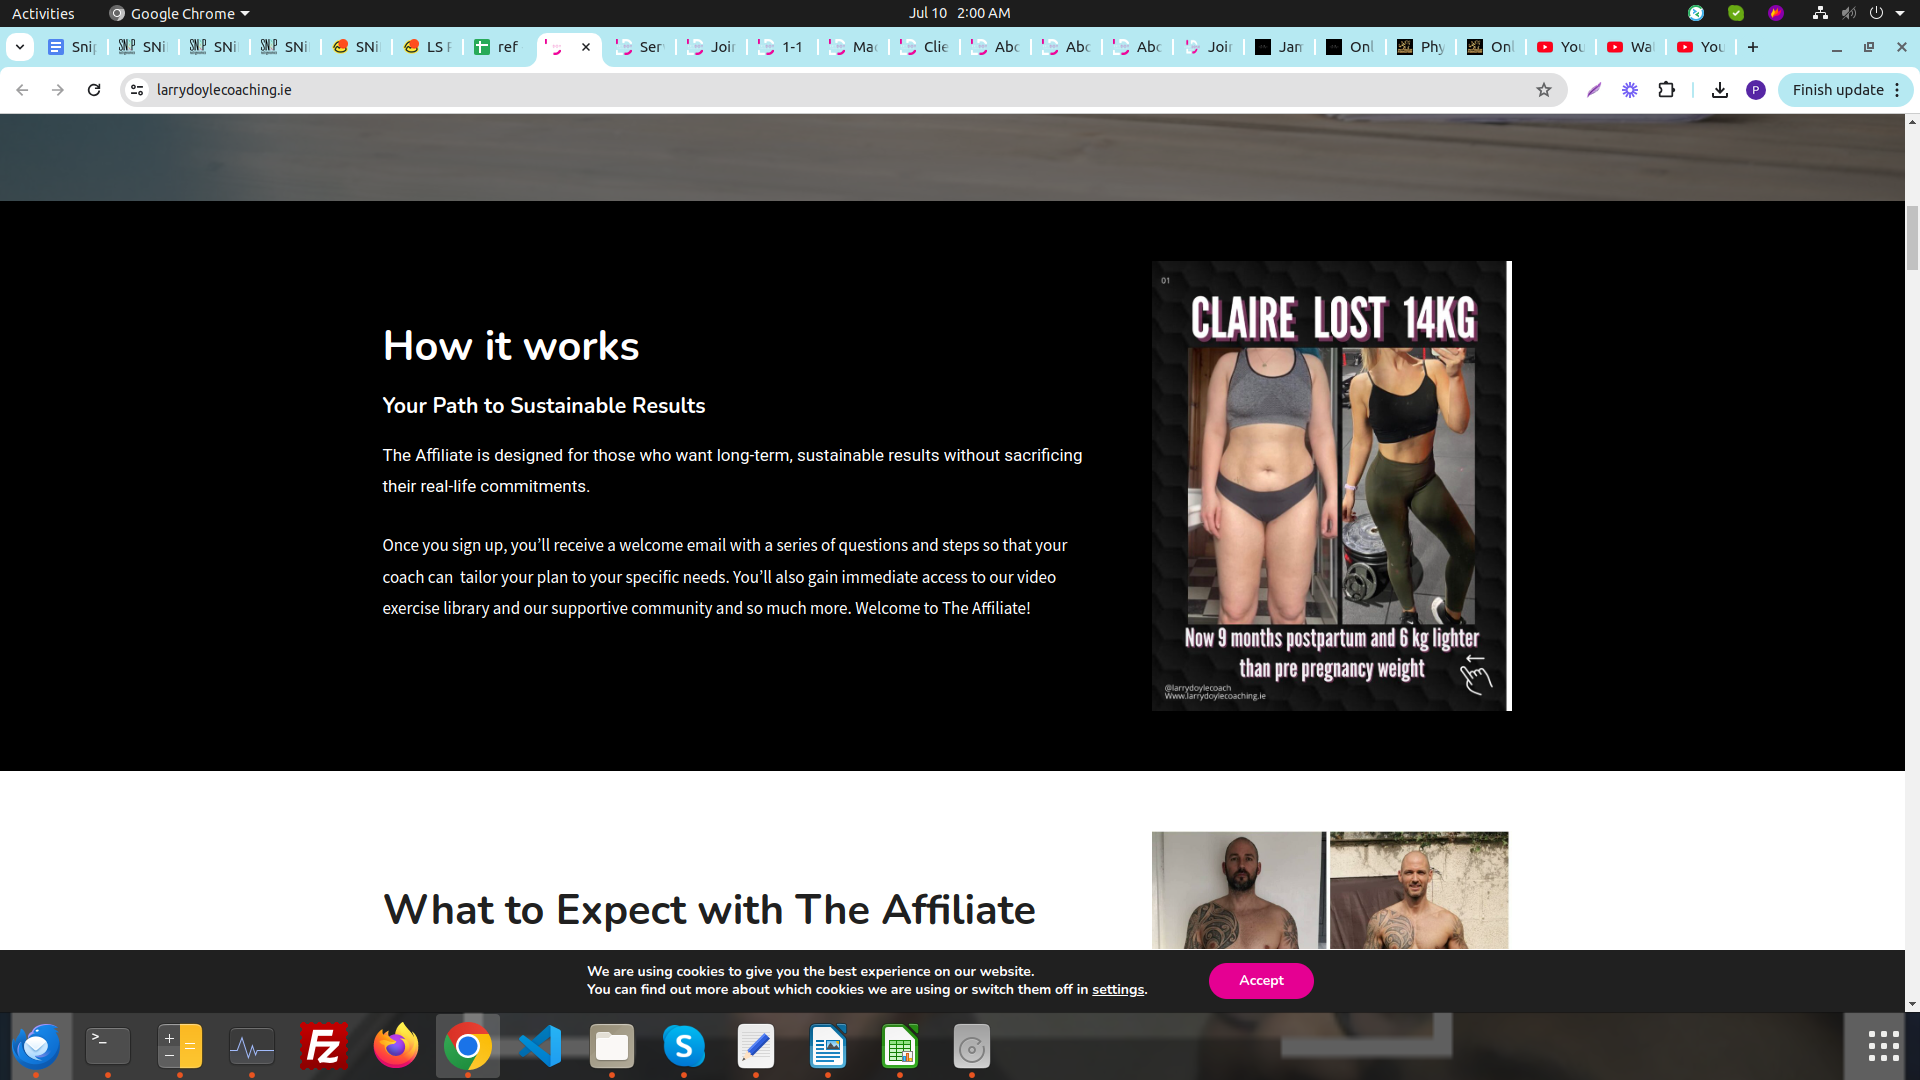 Activities
Google Chrome
Jul 10 2:00 AM
Snip
SNi
SNi
SNi
SNi
LS F
ref
Ser
Joir
1-1
Mac
Clie
Abc
Abc
Abc
Joir
Jam
Onl
Phy
Onl
You
Wal
You
larrydoylecoaching.ie
P
Finish update
01
CLAIRE LOST 14KG
How it works
Your Path to Sustainable Results
The Affiliate is designed for those who want long-term, sustainable results without sacrificing
their real-life commitments.
Once you sign up, you’ll receive a welcome email with a series of questions and steps so that your
coach can tailor your plan to your specific needs. You’ll also gain immediate access to our video
exercise library and our supportive community and so much more. Welcome to The Affiliate!
Now 9 months postpartum and 6 kg lighter
than pre pregnancy weight
@larrydoylecoach
Www.larrydoylecoaching.ie
What to Expect with The Affiliate
We are using cookies to give you the best experience on our website.
You can find out more about which cookies we are using or switch them off in settings.
Accept